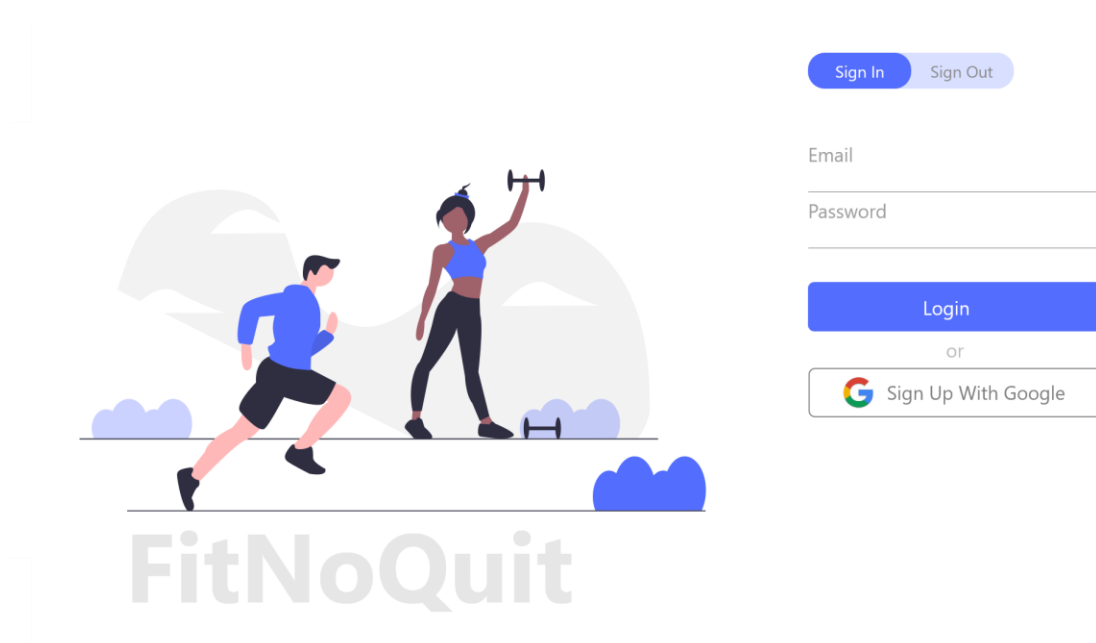 Sign In Sign Out
Email
Password
Login
or
Sign Up With Google
FitNoQuit